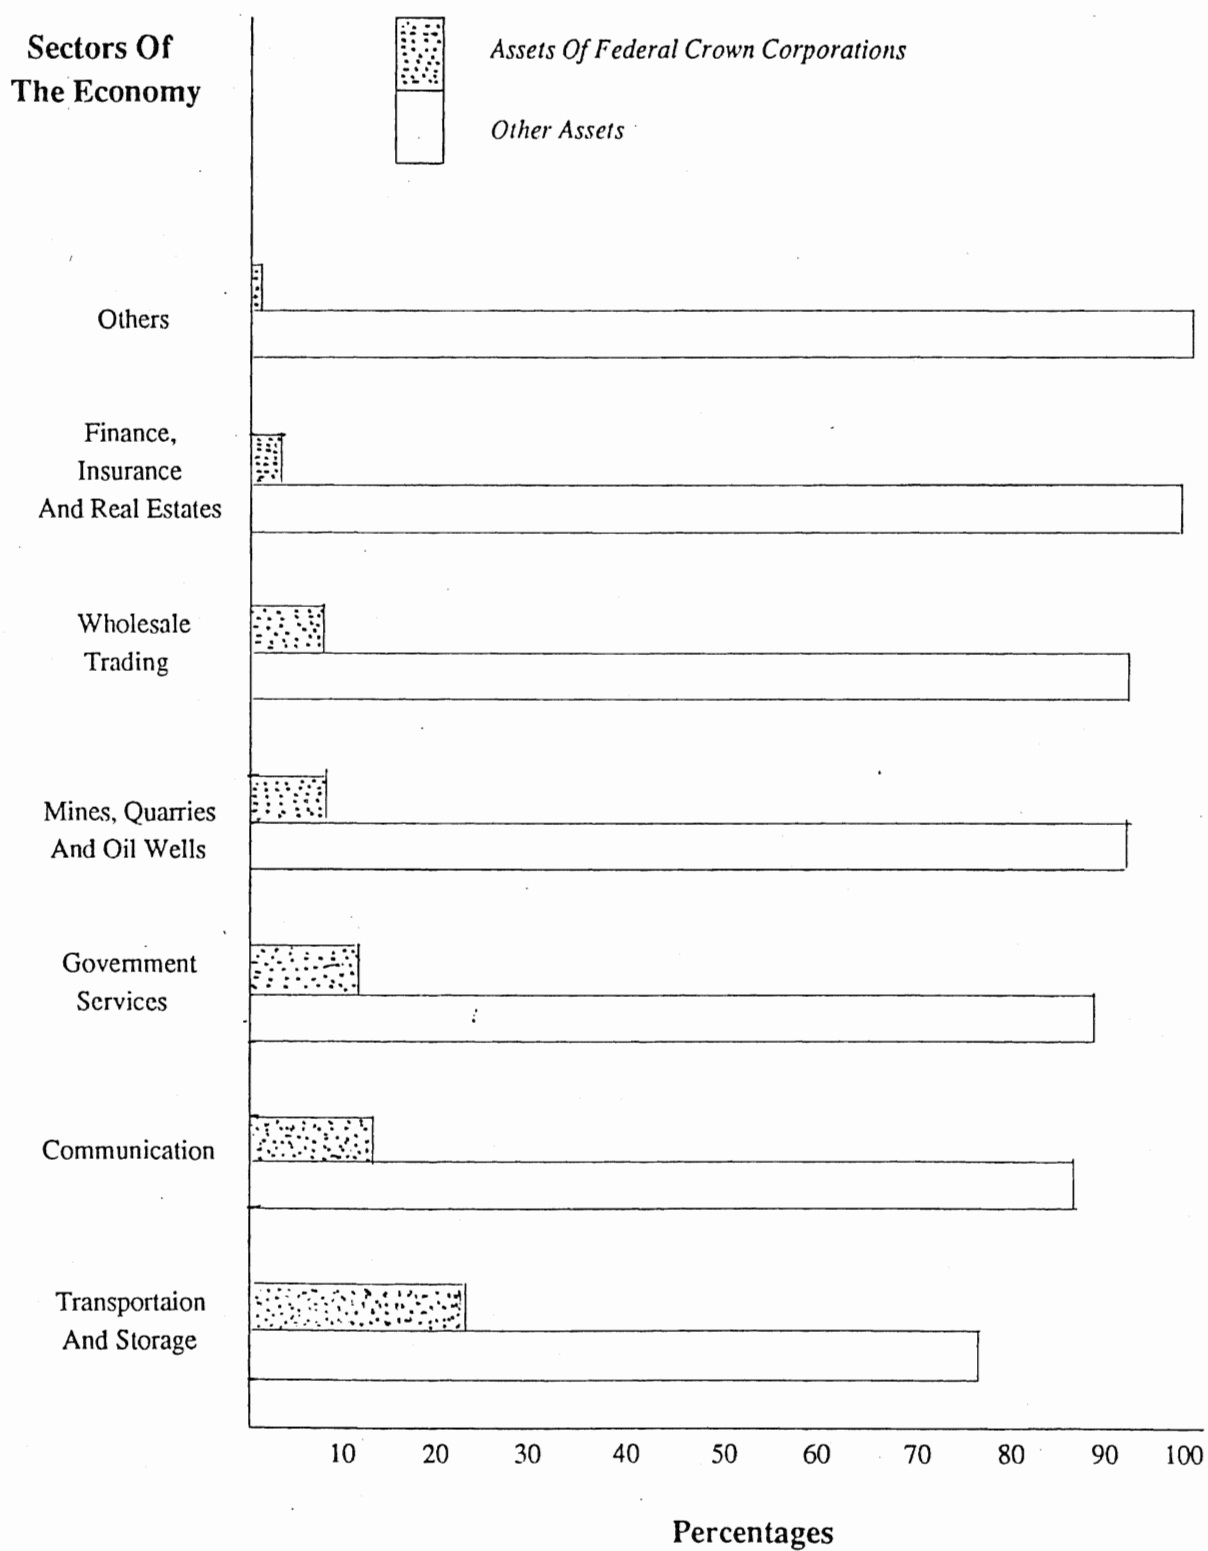 Sectors Of
The Economy
Assets Of Federal Crown Corporations
Other Assets
Others
Finance,
Insurance
And Real Estates
Wholesale
Trading
Mines, Quarries
And Oil Wells
Government
Services
Communication
Transportaion
And Storage
10 20 30 40 50 60 70 80 90 100
Percentages